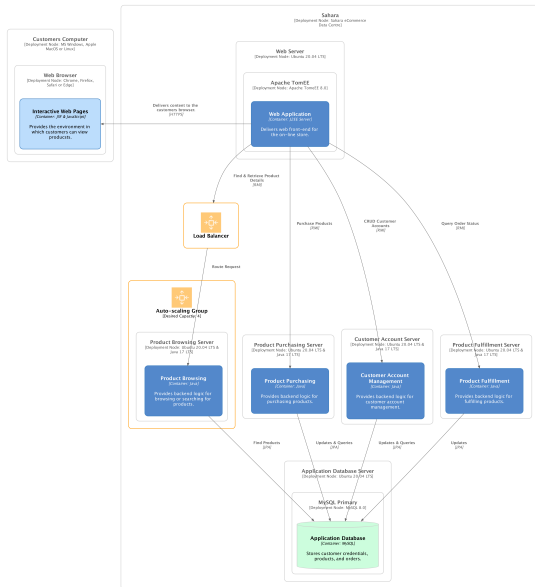 Sahara
[Deployment Node: Sahara eCommerce
Data Centre]
Customers Computer
[Deployment Node: MS Windows, Apple
MacOS or Linux]
Web Browser
[Deployment Node: Chrome, Firefox,
Safari or Edge]
Interactive Web Pages
[Container: JSF & JavaScript]
Provides the environment in
which customers can view
products.
Delivers content to the
customers browser
[HTTPS]
Web Server
[Deployment Node: Ubuntu 20.04 LTS]
Apache TomEE
[Deployment Node: Apache TomEE 8.0]
Web Application
[Container: J2EE Server]
Delivers web front-end for
the on-line store.
Find & Retrieve Product
Details
[RMI]
Purchase Products
[RMI]
CRUD Customer
Accounts
[RMI]
Query Order Status
[RMI]
Load Balancer
Route Request
Auto-scaling Group
[Desired Capacity 4]
Product Browsing Server
[Deployment Node: Ubuntu 20.04 LTS &
Java 17 LTS]
Product Browsing
[Container: Java]
Provides backend logic for
browsing or searching for
products.
Product Purchasing Server
[Deployment Node: Ubuntu 20.04 LTS &
Java 17 LTS]
Product Purchasing
[Container: Java]
Provides backend logic for
purchasing products.
Customer Account Server
[Deployment Node: Ubuntu 20.04 LTS &
Java 17 LTS]
Customer Account
Management
[Container: Java]
Provides backend logic for
customer account
management.
Product Fulfillment Server
[Deployment Node: Ubuntu 20.04 LTS &
Java 17 LTS]
Product Fulfillment
[Container: Java]
Provides backend logic for
fulfilling products.
Find Products
[JPA]
Updates & Queries
[JPA]
Updates & Queries
[JPA]
Updates
[JPA]
Application Database Server
[Deployment Node: Ubuntu 20.04 LTS]
MySQL Primary
[Deployment Node: MySQL 8.0]
Application Database
[Container: MySQL]
Stores customer credentials,
products, and orders.